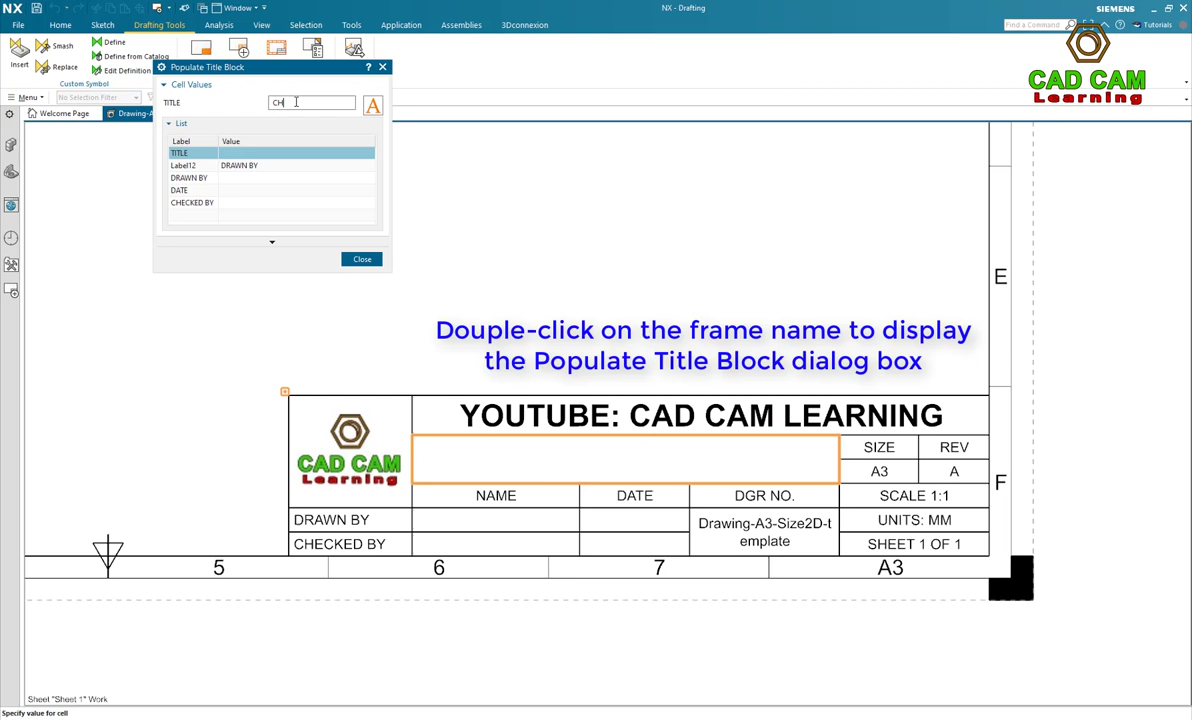 NX
Window
NX - Drafting
SIEMENS
File
Home
Sketch
Drafting Tools
Analysis
View
Selection
Tools
Application
Assemblies
3Dconnexion
Find a Command
Tutorials
Insert
Smash
Replace
Define
Define from Catalog
Edit Definition
Custom Symbol
Menu
No Selection Filter
Welcome Page
Drawing-A
Populate Title Block
Cell Values
TITLE
CH
A
List
Label Value
TITLE
Label12 DRAWN BY
DRAWN BY
DATE
CHECKED BY
Close
CAD CAM
Learning
Douple-click on the frame name to display
the Populate Title Block dialog box
E
F
YOUTUBE: CAD CAM LEARNING
CAD CAM
Learning
SIZE REV
A3 A
NAME DATE DGR NO. SCALE 1:1
DRAWN BY
Drawing-A3-Size2D-t
emplate
UNITS: MM
CHECKED BY
SHEET 1 OF 1
5 6 7 A3
Sheet "Sheet 1" Work
Specify value for cell